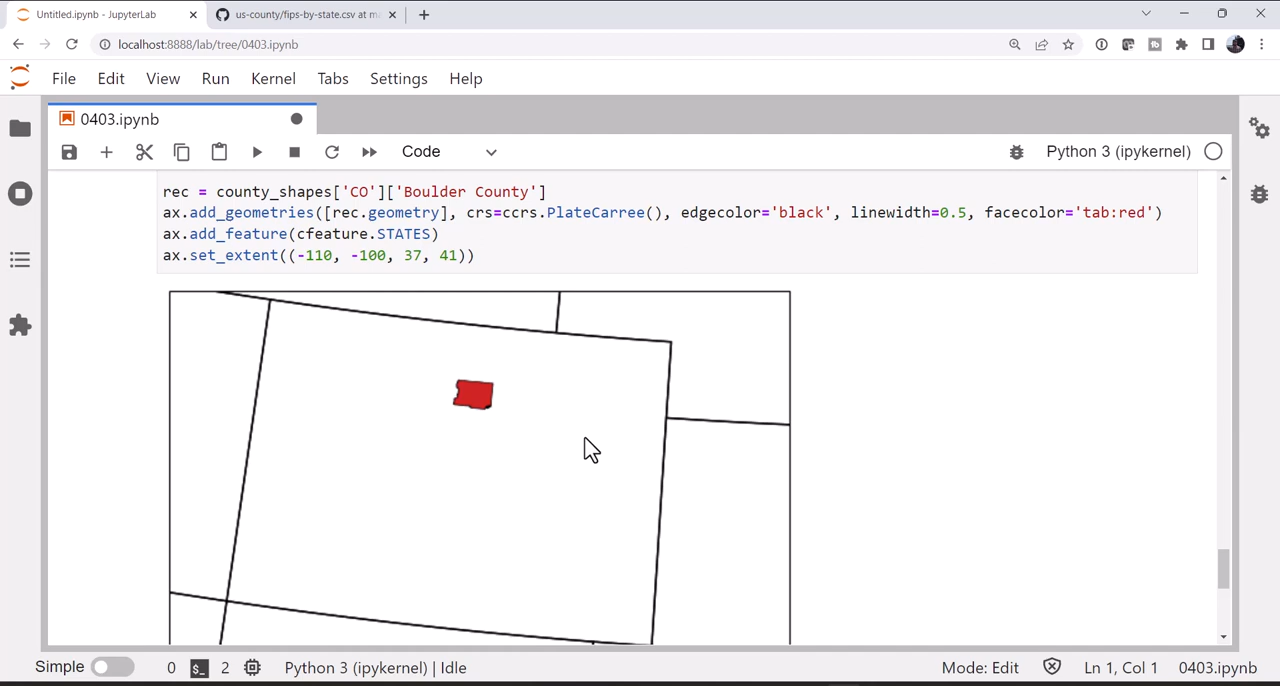 Untitled.ipynb - JupyterLab
us-county/fips-by-state.csv at ma
localhost:8888/lab/tree/0403.ipynb
File Edit View Run Kernel Tabs Settings Help
0403.ipynb
Code
Python 3 (ipykernel)
rec = county_shapes['CO']['Boulder County']
ax.add_geometries([rec.geometry], crs=ccrs.PlateCarree(), edgecolor='black', linewidth=0.5, facecolor='tab:red')
ax.add_feature(cfeature.STATES)
ax.set_extent((-110, -100, 37, 41))
Simple 0 $_ 2 Python 3 (ipykernel) | Idle Mode: Edit Ln 1, Col 1 0403.ipynb